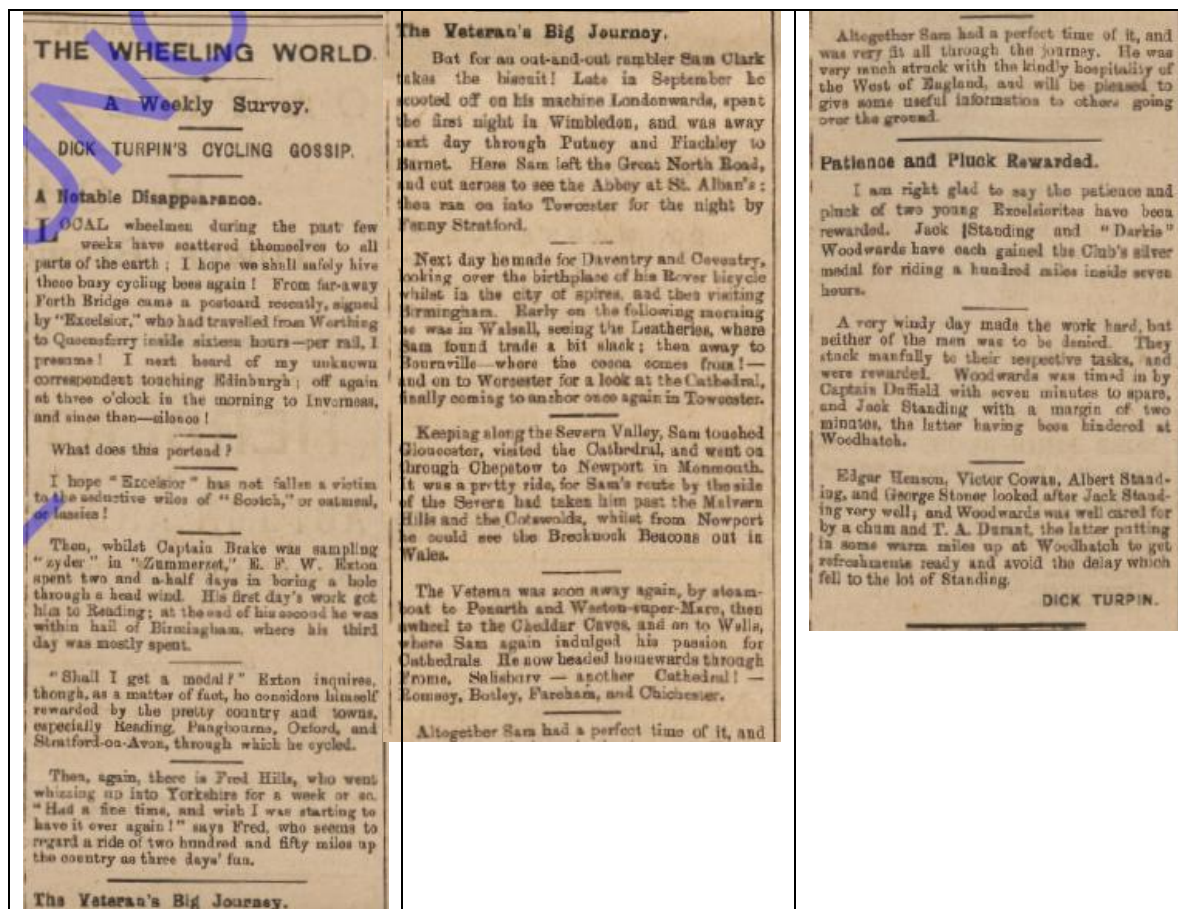 THE WHEELING WORLD.
A Weekly Survey.
DICK TURPIN'S CYCLING GOSSIP.
A Notable Disappearance.
LOCAL wheelmen during the past few
weeks have scattered themselves to all
parts of the earth; I hope we shall safely hive
these busy cycling bees again! From far-away
Forth Bridge came a postcard recently, signed
by "Excelsior," who had travelled from Worthing
to Queensferry inside sixteen hours—per rail, I
presume! I next heard of my unknown
correspondent touching Edinburgh; off again
at three o'clock in the morning to Inverness,
and since then—silence!
What does this portend?
I hope "Excelsior" has not fallen a victim
to the seductive wiles of "Scotch," or oatmeal,
or lassies!
Then, whilst Captain Brake was sampling
"zyder" in "Zummerzet," E. F. W. Exton
spent two and a-half days in boring a hole
through a head wind. His first day's work got
him to Reading; at the end of his second he was
within hail of Birmingham, where his third
day was mostly spent.
"Shall I get a medal?" Exton inquires,
though, as a matter of fact, he considers himself
rewarded by the pretty country and towns,
especially Reading, Pangbourne, Oxford, and
Stratford-on-Avon, through which he cycled.
Then, again, there is Fred Hills, who went
whizzing up into Yorkshire for a week or so.
"Had a fine time, and wish I was starting to
have it over again!" says Fred, who seems to
regard a ride of two hundred and fifty miles up
the country as three days' fun.
The Veteran's Big Journey.
The Veteran's Big Journey.
But for an out-and-out rambler Sam Clark
takes the biscuit! Late in September he
scooted off on his machine Londonwards, spent
the first night in Wimbledon, and was away
next day through Putney and Finchley to
Barnet. Here Sam left the Great North Road,
and cut across to see the Abbey at St. Alban's;
then ran on into Towcester for the night by
Fenny Stratford.
Next day he made for Daventry and Coventry,
looking over the birthplace of his Rover bicycle
whilst in the city of spires, and then visiting
Birmingham. Early on the following morning
he was in Walsall, seeing the Leatheries, where
Sam found trade a bit slack; then away to
Bournville—where the cocoa comes from!—
and on to Worcester for a look at the Cathedral,
finally coming to anchor once again in Towcester.
Keeping along the Severn Valley, Sam touched
Gloucester, visited the Cathedral, and went on
through Chepstow to Newport in Monmouth.
It was a pretty ride, for Sam's route by the side
of the Severn had taken him past the Malvern
Hills and the Cotswolds, whilst from Newport
he could see the Brecknock Beacons out in
Wales.
The Veteran was soon away again, by steam-
boat to Penarth and Weston-super-Mare, then
awheel to the Cheddar Caves, and on to Wells,
where Sam again indulged his passion for
Cathedrals. He now headed homewards through
Frome, Salisbury — another Cathedral! —
Romsey, Botley, Fareham, and Chichester.
Altogether Sam had a perfect time of it, and
Altogether Sam had a perfect time of it, and
was very fit all through the journey. He was
very much struck with the kindly hospitality of
the West of England, and will be pleased to
give some useful information to others going
over the ground.
Patience and Pluck Rewarded.
I am right glad to say the patience and
pluck of two young Excelsiorites have been
rewarded. Jack Standing and "Darkie"
Woodwards have each gained the Club's silver
medal for riding a hundred miles inside seven
hours.
A very windy day made the work hard, but
neither of the men was to be denied. They
stuck manfully to their respective tasks, and
were rewarded. Woodwards was timed in by
Captain Duffield with seven minutes to spare,
and Jack Standing with a margin of two
minutes, the latter having been hindered at
Woodhatch.
Edgar Henson, Victor Cowan, Albert Stand-
ing, and George Stoner looked after Jack Stand-
ing very well; and Woodwards was well cared for
by a chum and T. A. Durant, the latter putting
in some warm miles up at Woodhatch to get
refreshments ready and avoid the delay which
fell to the lot of Standing.
DICK TURPIN.